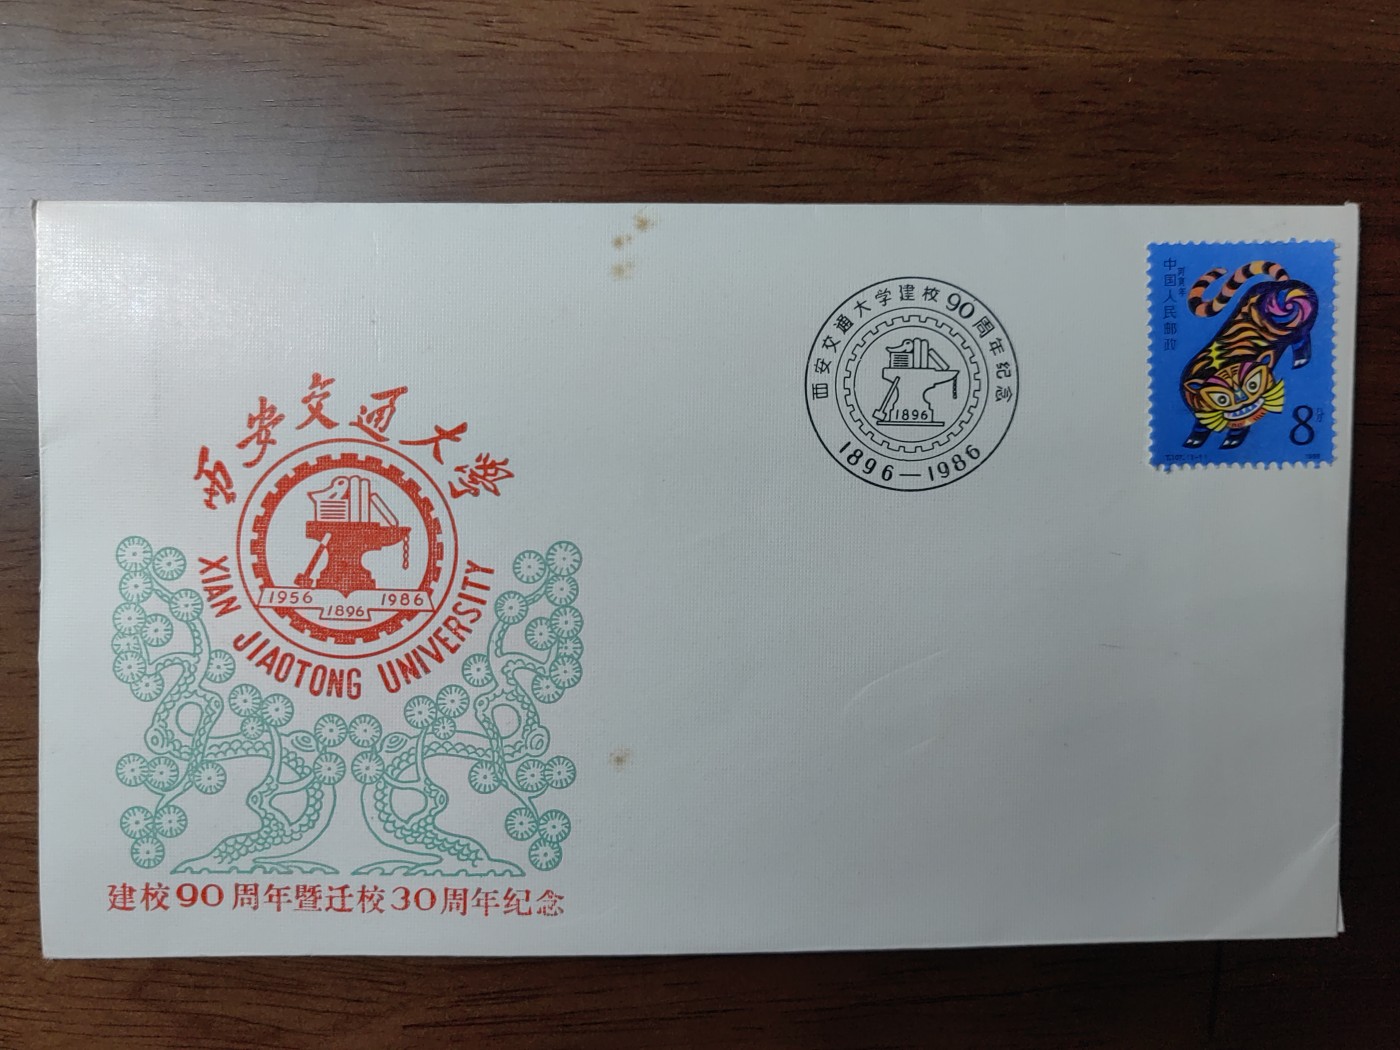 西安交通大学
1956 1896 1986
XIAN JIAOTONG UNIVERSITY
建校90周年暨迁校30周年纪念
西安交通大学建校90周年纪念
1896
1896—1986
中国人民邮政
丙寅年
8分
1986